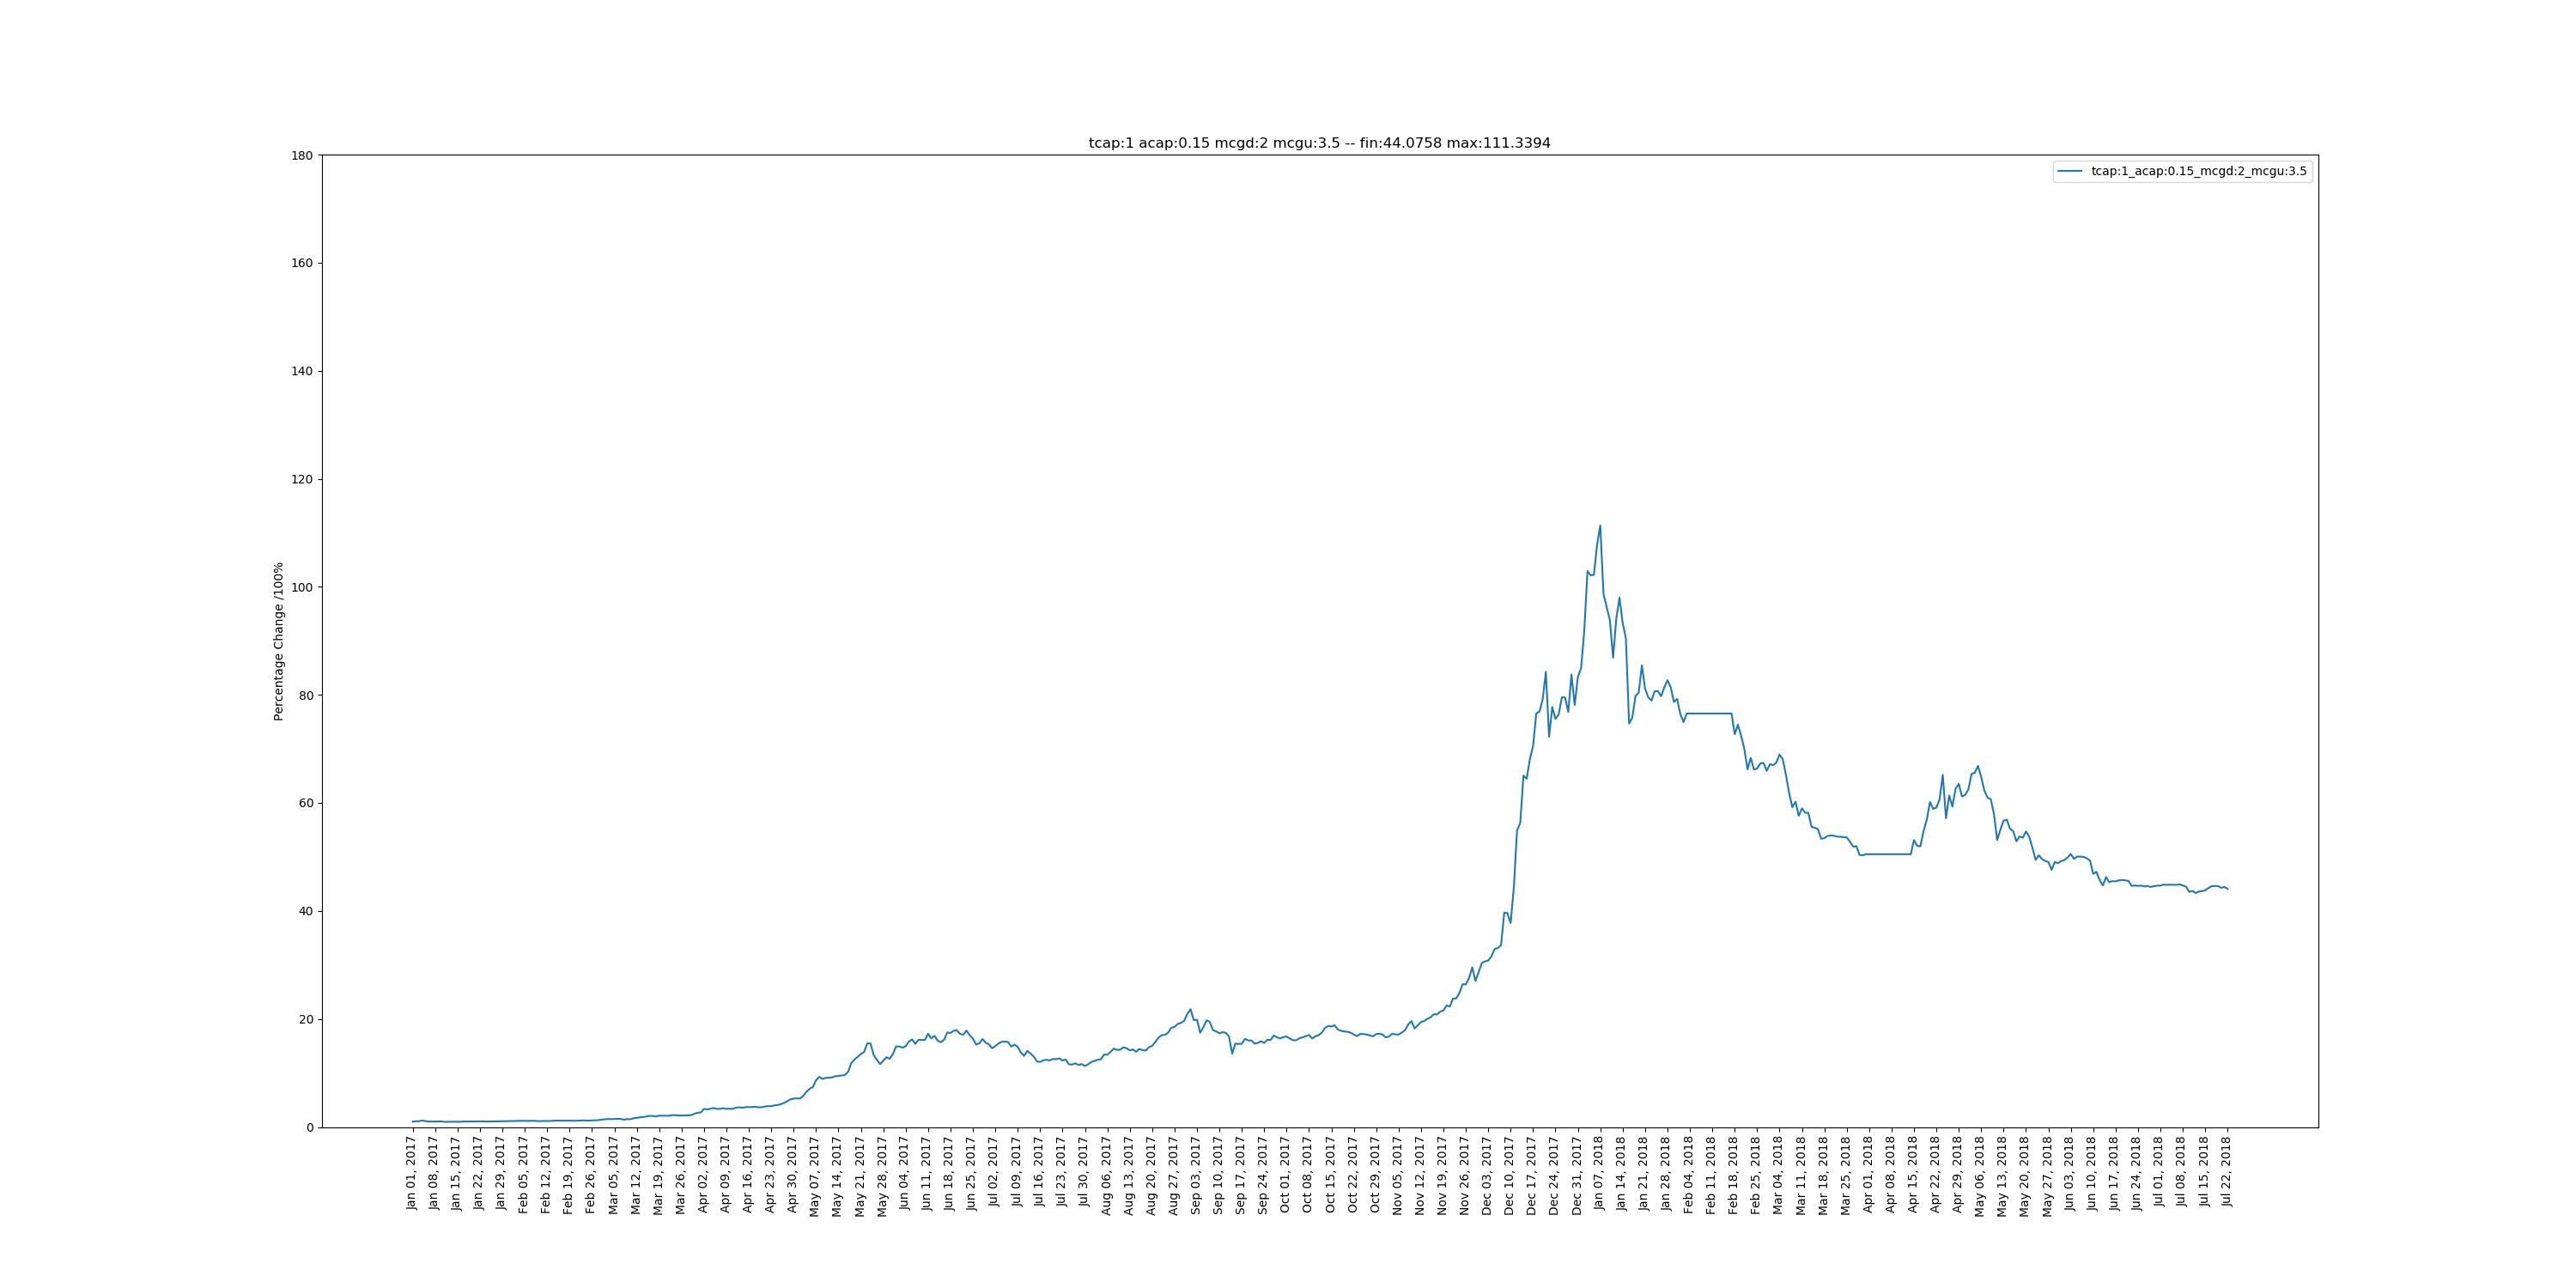 tcap:1 acap:0.15 mcgd:2 mcgu:3.5 -- fin:44.0758 max:111.3394
tcap:1_acap:0.15_mcgd:2_mcgu:3.5
180
160
140
120
100
80
60
40
20
0
Percentage Change /100%
Jan 01, 2017
Jan 08, 2017
Jan 15, 2017
Jan 22, 2017
Jan 29, 2017
Feb 05, 2017
Feb 12, 2017
Feb 19, 2017
Feb 26, 2017
Mar 05, 2017
Mar 12, 2017
Mar 19, 2017
Mar 26, 2017
Apr 02, 2017
Apr 09, 2017
Apr 16, 2017
Apr 23, 2017
Apr 30, 2017
May 07, 2017
May 14, 2017
May 21, 2017
May 28, 2017
Jun 04, 2017
Jun 11, 2017
Jun 18, 2017
Jun 25, 2017
Jul 02, 2017
Jul 09, 2017
Jul 16, 2017
Jul 23, 2017
Jul 30, 2017
Aug 06, 2017
Aug 13, 2017
Aug 20, 2017
Aug 27, 2017
Sep 03, 2017
Sep 10, 2017
Sep 17, 2017
Sep 24, 2017
Oct 01, 2017
Oct 08, 2017
Oct 15, 2017
Oct 22, 2017
Oct 29, 2017
Nov 05, 2017
Nov 12, 2017
Nov 19, 2017
Nov 26, 2017
Dec 03, 2017
Dec 10, 2017
Dec 17, 2017
Dec 24, 2017
Dec 31, 2017
Jan 07, 2018
Jan 14, 2018
Jan 21, 2018
Jan 28, 2018
Feb 04, 2018
Feb 11, 2018
Feb 18, 2018
Feb 25, 2018
Mar 04, 2018
Mar 11, 2018
Mar 18, 2018
Mar 25, 2018
Apr 01, 2018
Apr 08, 2018
Apr 15, 2018
Apr 22, 2018
Apr 29, 2018
May 06, 2018
May 13, 2018
May 20, 2018
May 27, 2018
Jun 03, 2018
Jun 10, 2018
Jun 17, 2018
Jun 24, 2018
Jul 01, 2018
Jul 08, 2018
Jul 15, 2018
Jul 22, 2018